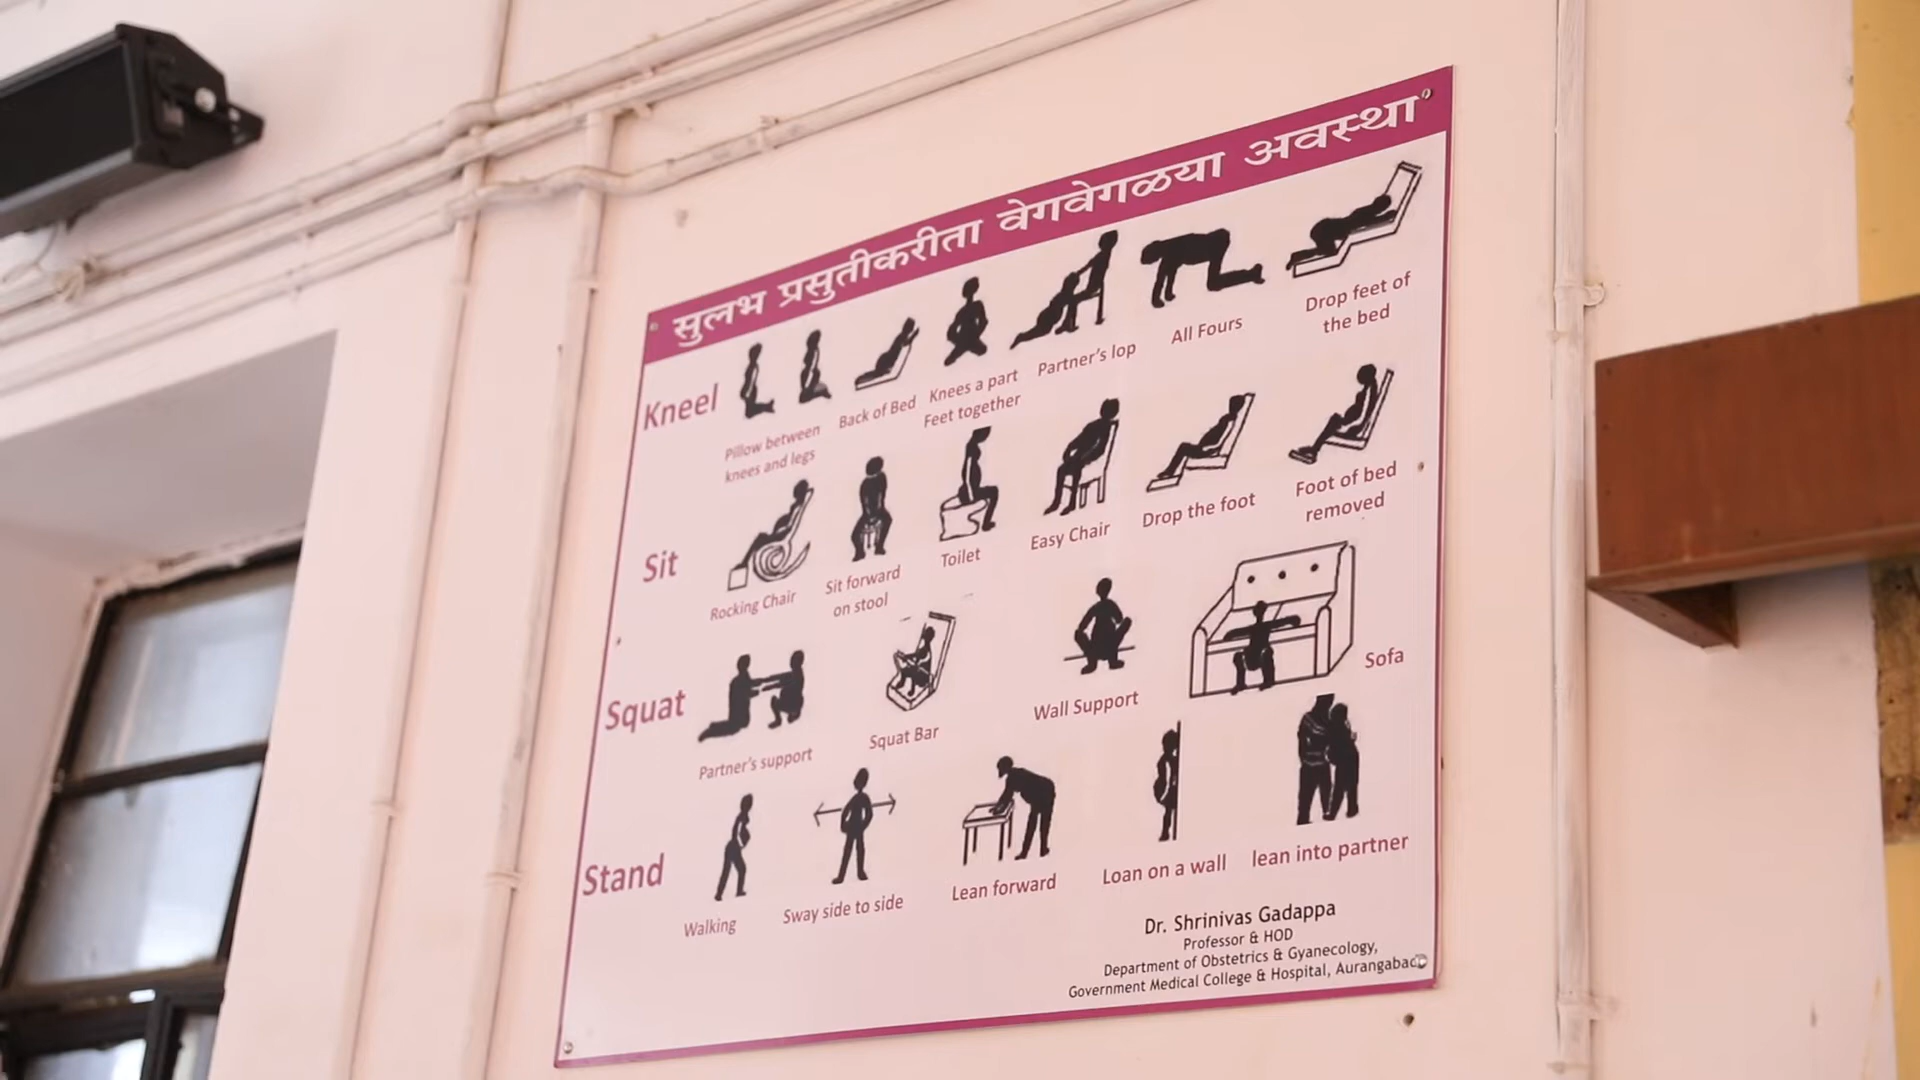 सुलभ प्रसुतीकरीता वेगवेगळया अवस्था
Kneel
Pillow between
knees and legs
Back of Bed
Knees a part
Feet together
Partner's lop
All Fours
Drop feet of
the bed
Sit
Rocking Chair
Sit forward
on stool
Toilet
Easy Chair
Drop the foot
Foot of bed
removed
Squat
Partner's support
Squat Bar
Wall Support
Sofa
Stand
Walking
Sway side to side
Lean forward
Loan on a wall
lean into partner
Dr. Shrinivas Gadappa
Professor & HOD
Department of Obstetrics & Gyanecology,
Government Medical College & Hospital, Aurangabad